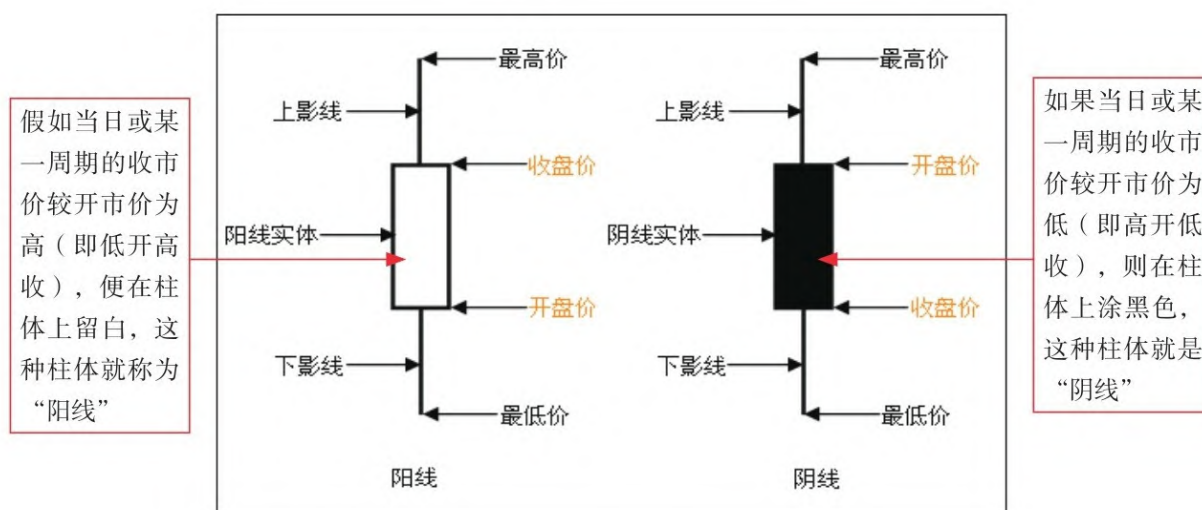 假如当日或某
一周期的收市
价较开市价为
高（即低开高
收），便在柱
体上留白，这
种柱体就称为
“阳线”
最高价
上影线
收盘价
阳线实体
开盘价
下影线
最低价
阳线
最高价
上影线
开盘价
阴线实体
收盘价
下影线
最低价
阴线
如果当日或某
一周期的收市
价较开市价为
低（即高开低
收），则在柱
体上涂黑色，
这种柱体就是
“阴线”